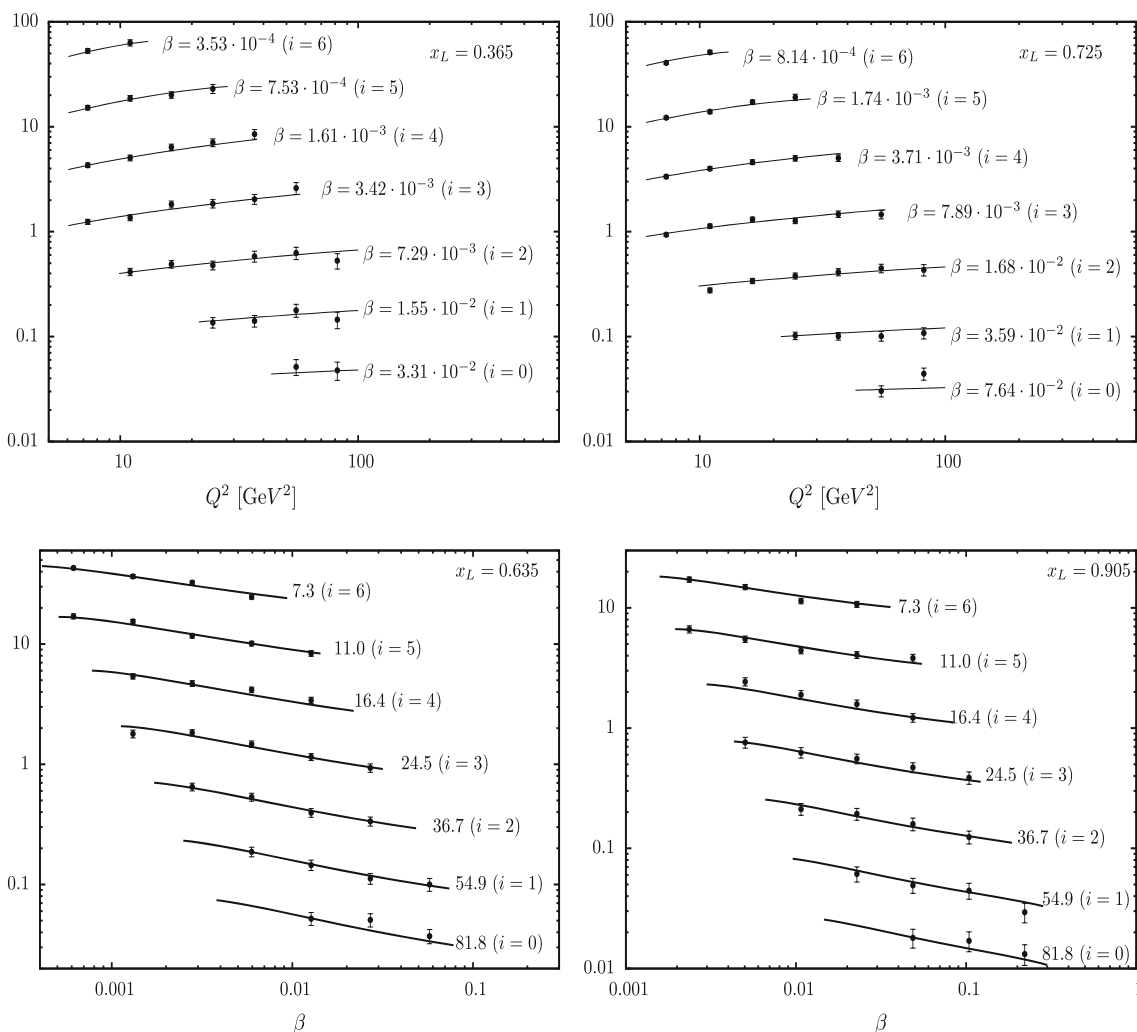 100
10
1
0.1
0.01
10
100
Q² [GeV²]
x_L = 0.365
β = 3.53 · 10⁻⁴ (i = 6)
β = 7.53 · 10⁻⁴ (i = 5)
β = 1.61 · 10⁻³ (i = 4)
β = 3.42 · 10⁻³ (i = 3)
β = 7.29 · 10⁻³ (i = 2)
β = 1.55 · 10⁻² (i = 1)
β = 3.31 · 10⁻² (i = 0)
100
10
1
0.1
0.01
10
100
Q² [GeV²]
x_L = 0.725
β = 8.14 · 10⁻⁴ (i = 6)
β = 1.74 · 10⁻³ (i = 5)
β = 3.71 · 10⁻³ (i = 4)
β = 7.89 · 10⁻³ (i = 3)
β = 1.68 · 10⁻² (i = 2)
β = 3.59 · 10⁻² (i = 1)
β = 7.64 · 10⁻² (i = 0)
10
1
0.1
0.001
0.01
0.1
β
x_L = 0.635
7.3 (i = 6)
11.0 (i = 5)
16.4 (i = 4)
24.5 (i = 3)
36.7 (i = 2)
54.9 (i = 1)
81.8 (i = 0)
10
1
0.1
0.01
0.001
0.01
0.1
1
β
x_L = 0.905
7.3 (i = 6)
11.0 (i = 5)
16.4 (i = 4)
24.5 (i = 3)
36.7 (i = 2)
54.9 (i = 1)
81.8 (i = 0)